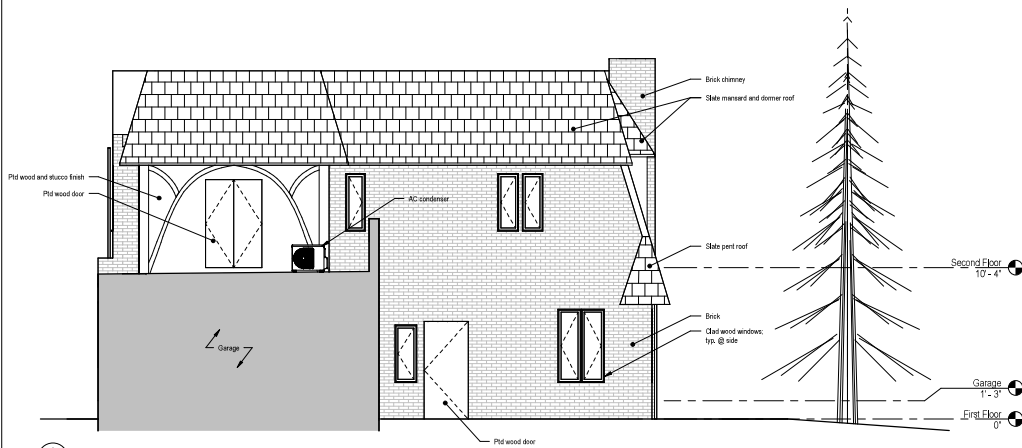 Brick chimney
Slate mansard and dormer roof
Ptd wood and stucco finish
Ptd wood door
AC condenser
Slate pent roof
Second Floor
10' - 4"
Brick
Clad wood windows;
typ. @ side
Garage
Garage
1' - 3"
First Floor
0"
Ptd wood door